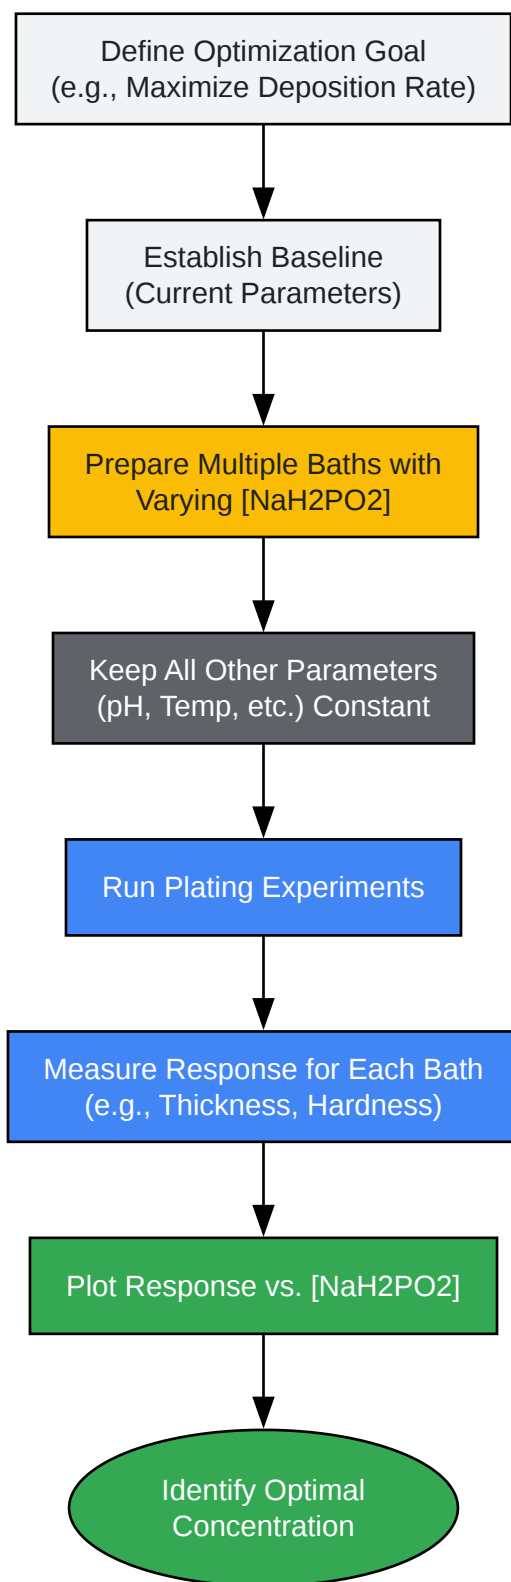 Define Optimization Goal
(e.g., Maximize Deposition Rate)
Establish Baseline
(Current Parameters)
Prepare Multiple Baths with
Varying [NaH2PO2]
Keep All Other Parameters
(pH, Temp, etc.) Constant
Run Plating Experiments
Measure Response for Each Bath
(e.g., Thickness, Hardness)
Plot Response vs. [NaH2PO2]
Identify Optimal
Concentration